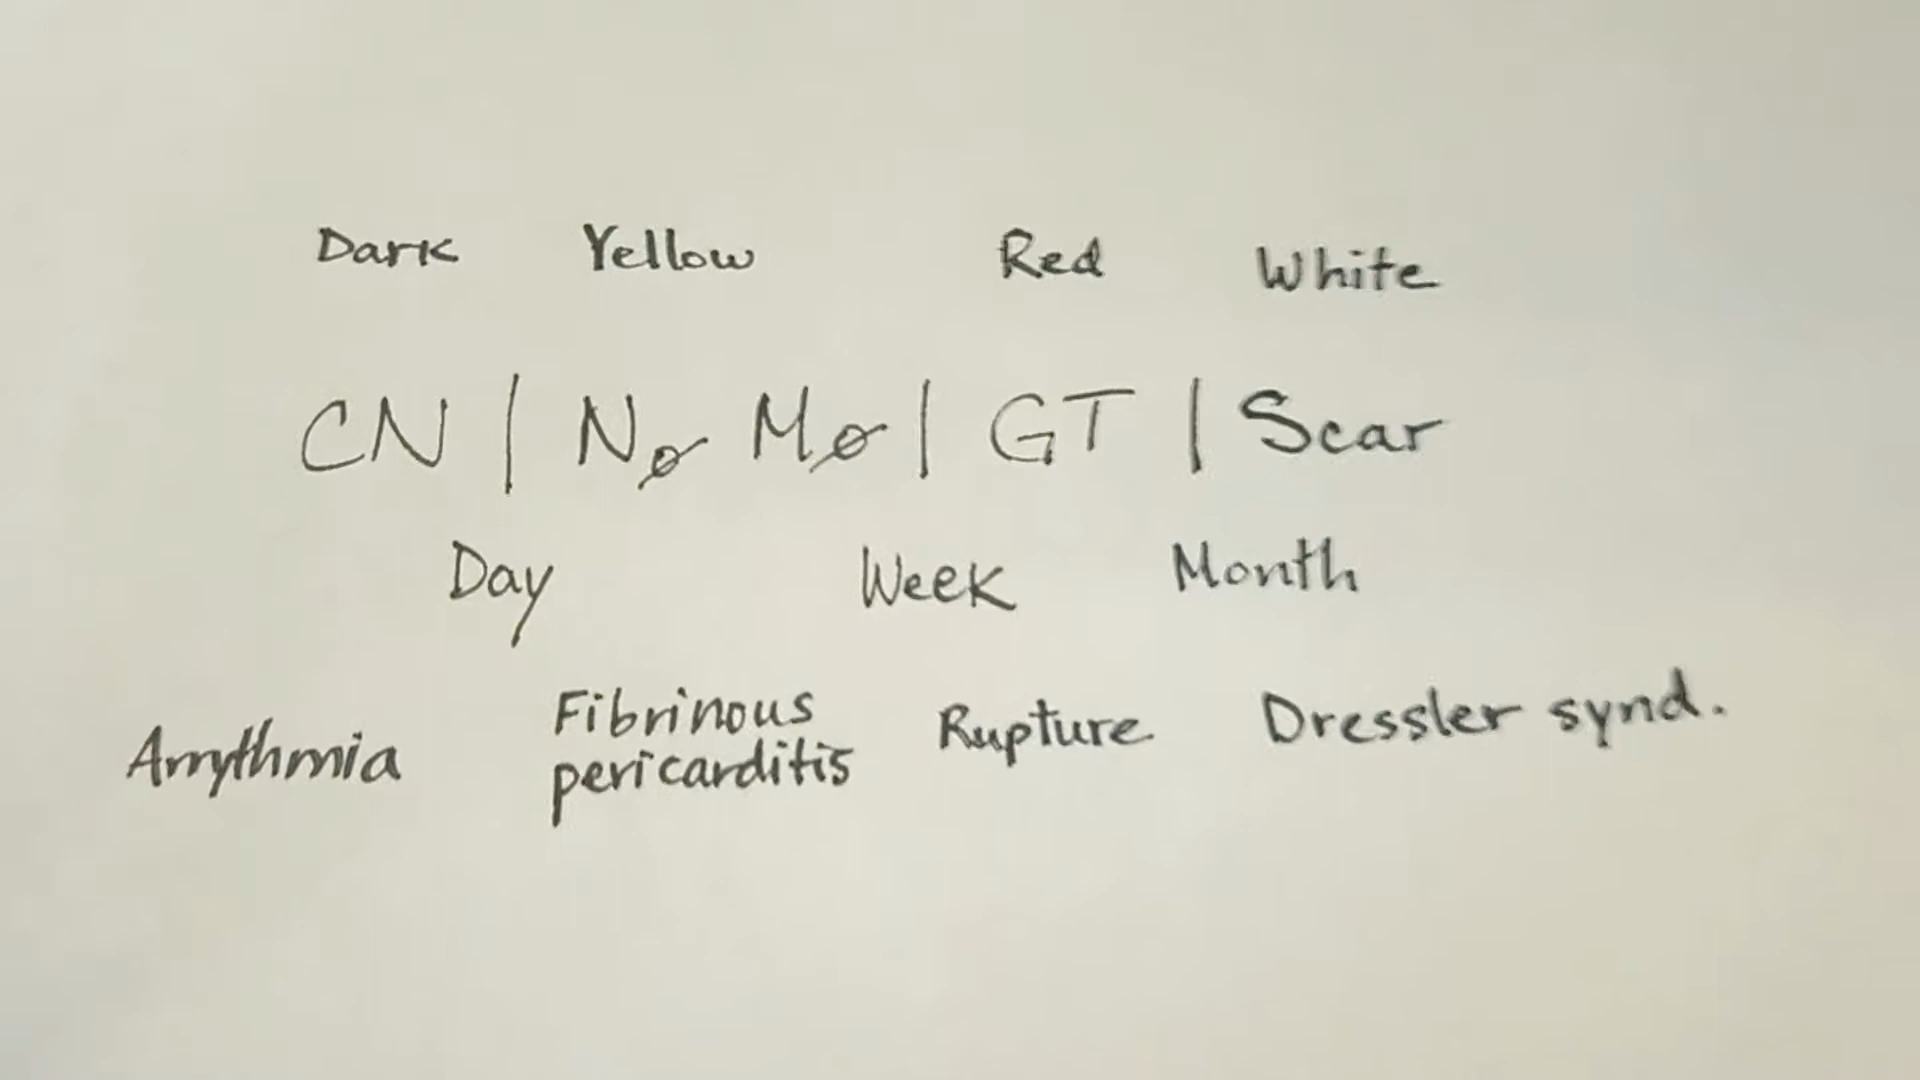 Dark Yellow Red White
CN | Nø Mø | GT | Scar
Day Week Month
Arrythmia Fibrinous pericarditis Rupture Dressler synd.